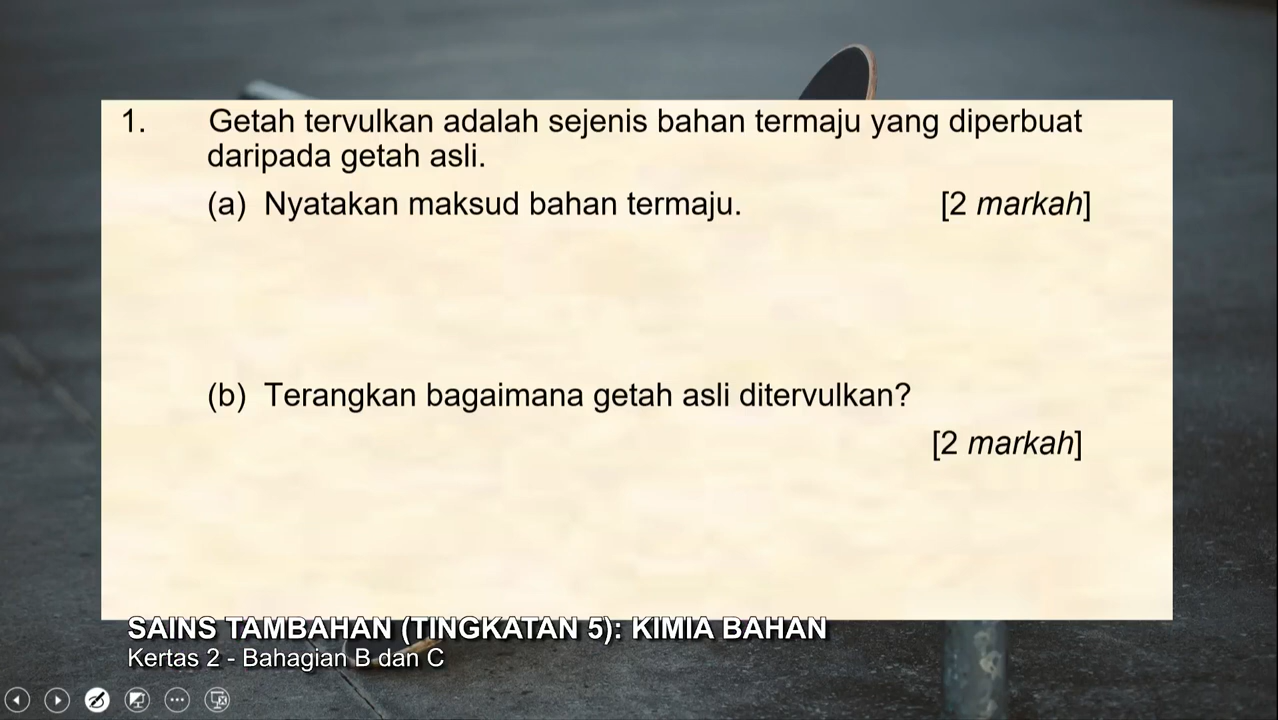 1. Getah tervulkan adalah sejenis bahan termaju yang diperbuat
daripada getah asli.
(a) Nyatakan maksud bahan termaju. [2 markah]
(b) Terangkan bagaimana getah asli ditervulkan?
[2 markah]
SAINS TAMBAHAN (TINGKATAN 5): KIMIA BAHAN
Kertas 2 - Bahagian B dan C